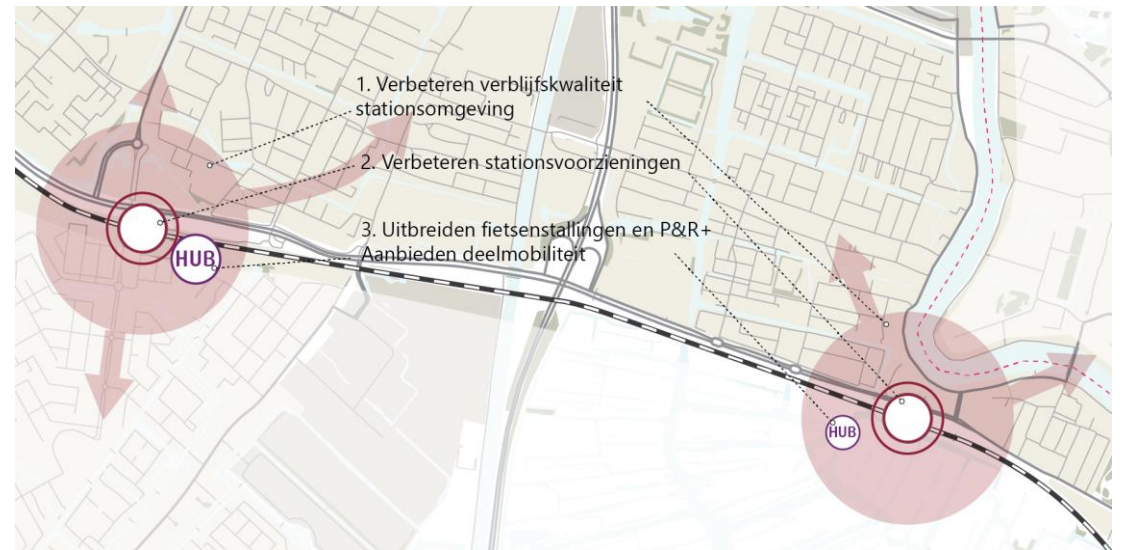 1. Verbeteren verblijfskwaliteit
stationsomgeving
2. Verbeteren stationsvoorzieningen
3. Uitbreiden fietsenstallingen en P&R+
Aanbieden deelmobiliteit
HUB
HUB